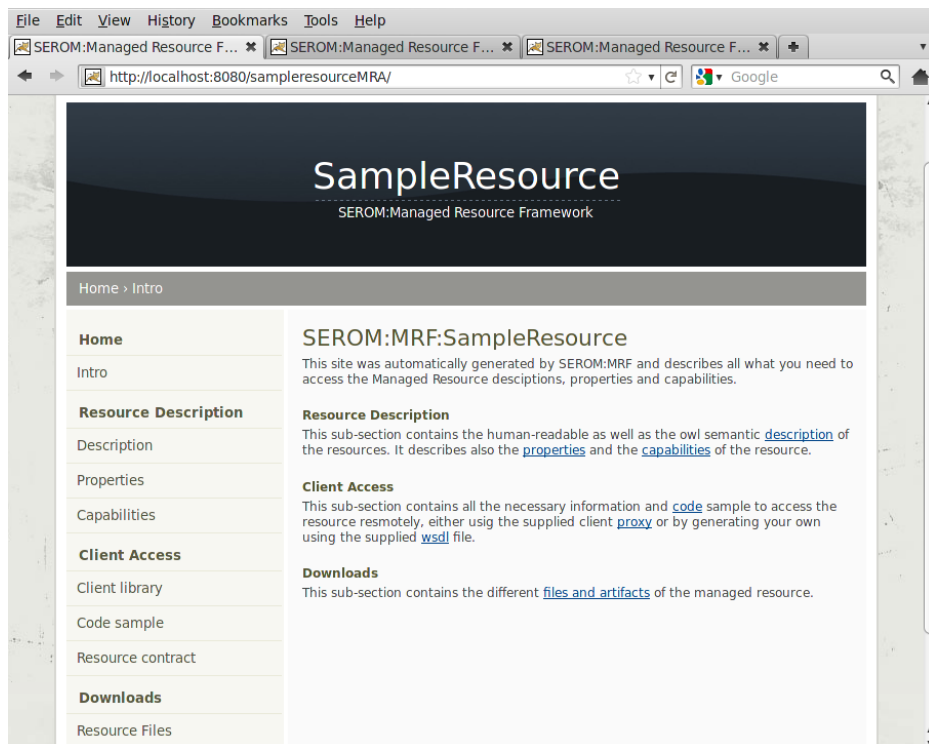 File Edit View History Bookmarks Tools Help
SEROM:Managed Resource F... SEROM:Managed Resource F... SEROM:Managed Resource F...
http://localhost:8080/sampleresourceMRA/ Google
SampleResource
SEROM:Managed Resource Framework
Home › Intro
Home
Intro
Resource Description
Description
Properties
Capabilities
Client Access
Client library
Code sample
Resource contract
Downloads
Resource Files
SEROM:MRF:SampleResource
This site was automatically generated by SEROM:MRF and describes all what you need to
access the Managed Resource desciptions, properties and capabilities.
Resource Description
This sub-section contains the human-readable as well as the owl semantic description of
the resources. It describes also the properties and the capabilities of the resource.
Client Access
This sub-section contains all the necessary information and code sample to access the
resource resmotely, either usig the supplied client proxy or by generating your own
using the supplied wsdl file.
Downloads
This sub-section contains the different files and artifacts of the managed resource.